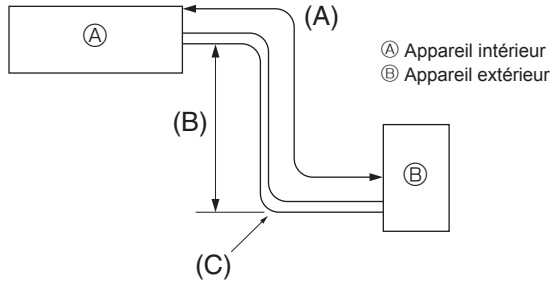 (A)
Ⓐ
Ⓐ Appareil intérieur
Ⓑ Appareil extérieur
(B)
Ⓑ
(C)